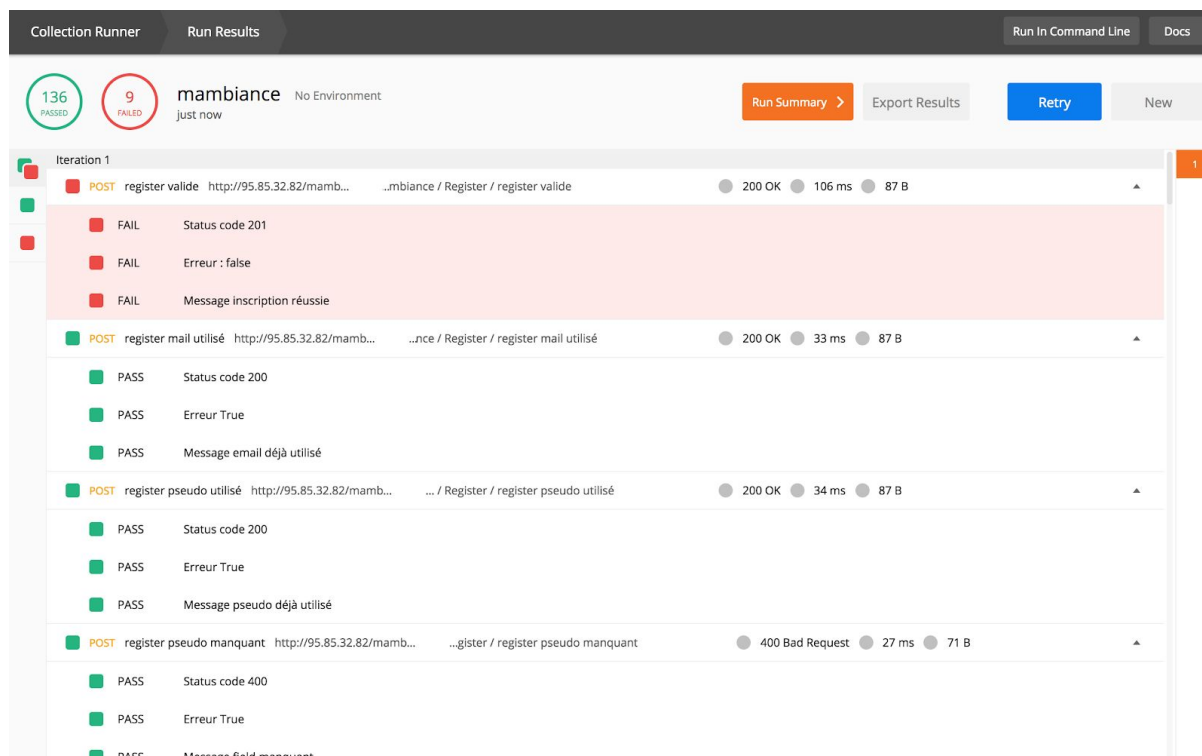 Collection Runner Run Results Run In Command Line Docs
136 PASSED 9 FAILED mambiance No Environment just now Run Summary Export Results Retry New
Iteration 1 1
POST register valide http://95.85.32.82/mamb... ...mbiance / Register / register valide 200 OK 106 ms 87 B
FAIL Status code 201
FAIL Erreur : false
FAIL Message inscription réussie
POST register mail utilisé http://95.85.32.82/mamb... ...nce / Register / register mail utilisé 200 OK 33 ms 87 B
PASS Status code 200
PASS Erreur True
PASS Message email déjà utilisé
POST register pseudo utilisé http://95.85.32.82/mamb... ... / Register / register pseudo utilisé 200 OK 34 ms 87 B
PASS Status code 200
PASS Erreur True
PASS Message pseudo déjà utilisé
POST register pseudo manquant http://95.85.32.82/mamb... ...gister / register pseudo manquant 400 Bad Request 27 ms 71 B
PASS Status code 400
PASS Erreur True
PASS Message field manquant